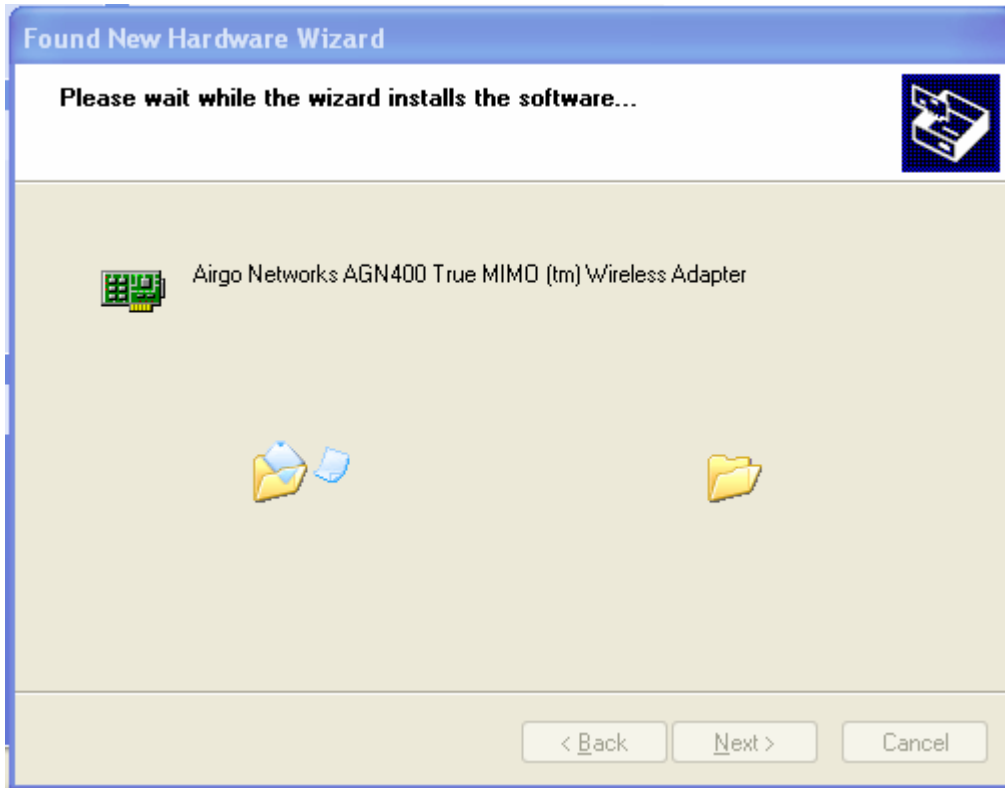 Found New Hardware Wizard
Please wait while the wizard installs the software...
Airgo Networks AGN400 True MIMO (tm) Wireless Adapter
< Back
Next >
Cancel